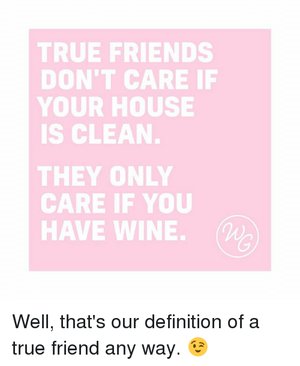 TRUE FRIENDS
DON'T CARE IF
YOUR HOUSE
IS CLEAN.
THEY ONLY
CARE IF YOU
HAVE WINE.
WG
Well, that's our definition of a
true friend any way. 😉